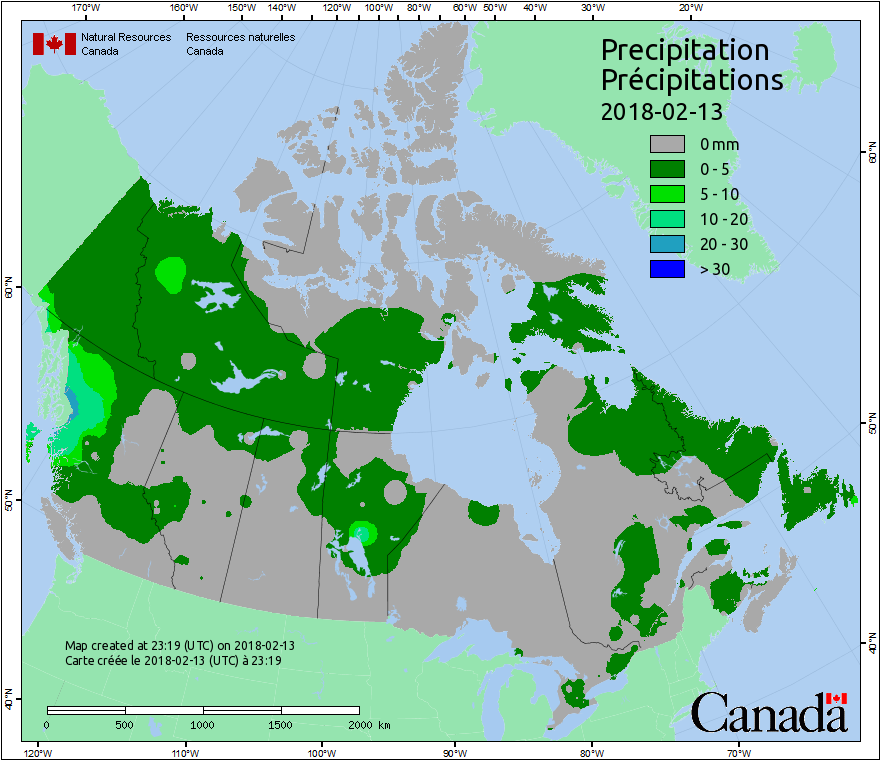 170°W 160°W 150°W 140°W 130°W 120°W 110°W 100°W 90°W 80°W 60°W 50°W 40°W 30°W 20°W
Natural Resources Ressources naturelles
Canada Canada
Precipitation
Précipitations
2018-02-13
0 mm
0 - 5
5 - 10
10 - 20
20 - 30
> 30
60°N
60°N
50°N
50°N
40°N
40°N
Map created at 23:19 (UTC) on 2018-02-13
Carte créée le 2018-02-13 (UTC) à 23:19
0 500 1000 1500 2000 km
Canada
120°W 110°W 100°W 90°W 80°W 70°W